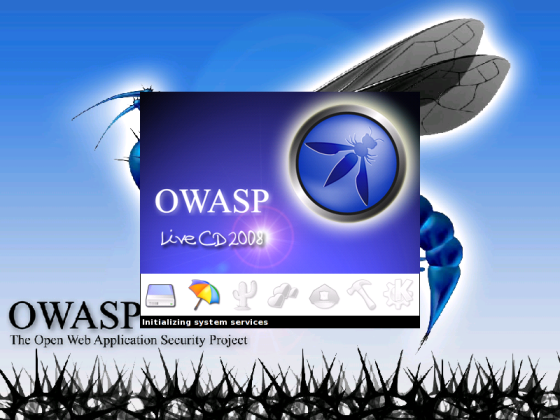 OWASP
Live CD 2008
Initializing system services
OWASP
The Open Web Application Security Project